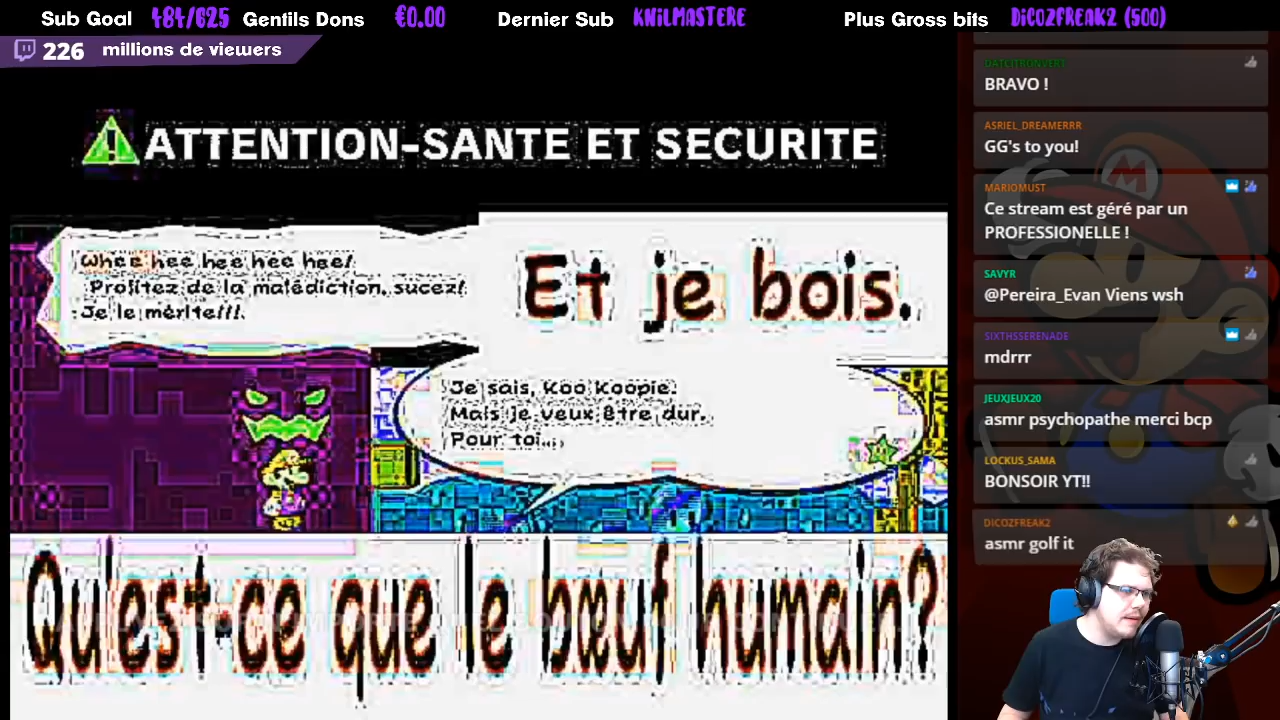 Sub Goal 484/625 Gentils Dons €0.00 Dernier Sub KNILMASTERE Plus Gross bits DICOZFREAK2 (500)
226 millions de viewers
ATTENTION-SANTE ET SECURITE
Whee hee hee hee hee!
Profitez de la malédiction, sucez!
Je le mérite!!!.
Et je bois.
Je sais, Koo Koopie.
Mais je veux être dur.
Pour toi...
Qu'est-ce que le bœuf humain?
DATCITRONVERT
BRAVO !
ASRIEL_DREAMERRR
GG's to you!
MARIOMUST
Ce stream est géré par un
PROFESSIONELLE !
SAVYR
@Pereira_Evan Viens wsh
SIXTHSSERENADE
mdrrr
JEUXJEUX20
asmr psychopathe merci bcp
LOCKUS_SAMA
BONSOIR YT!!
DICOZFREAK2
asmr golf it